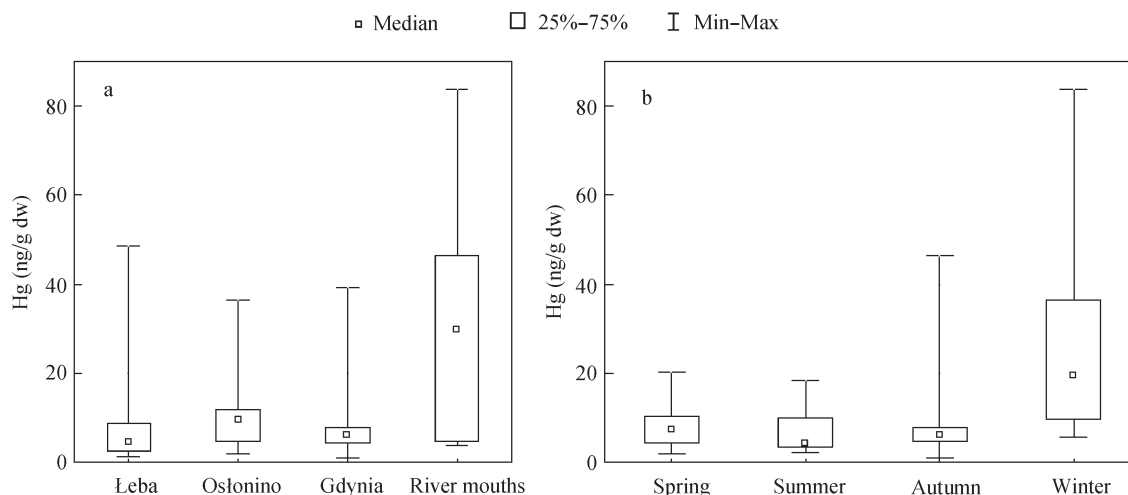 Median 25%–75% Min–Max
a
b
Hg (ng/g dw)
80
60
40
20
0
Łeba Osłonino Gdynia River mouths
Hg (ng/g dw)
80
60
40
20
0
Spring Summer Autumn Winter